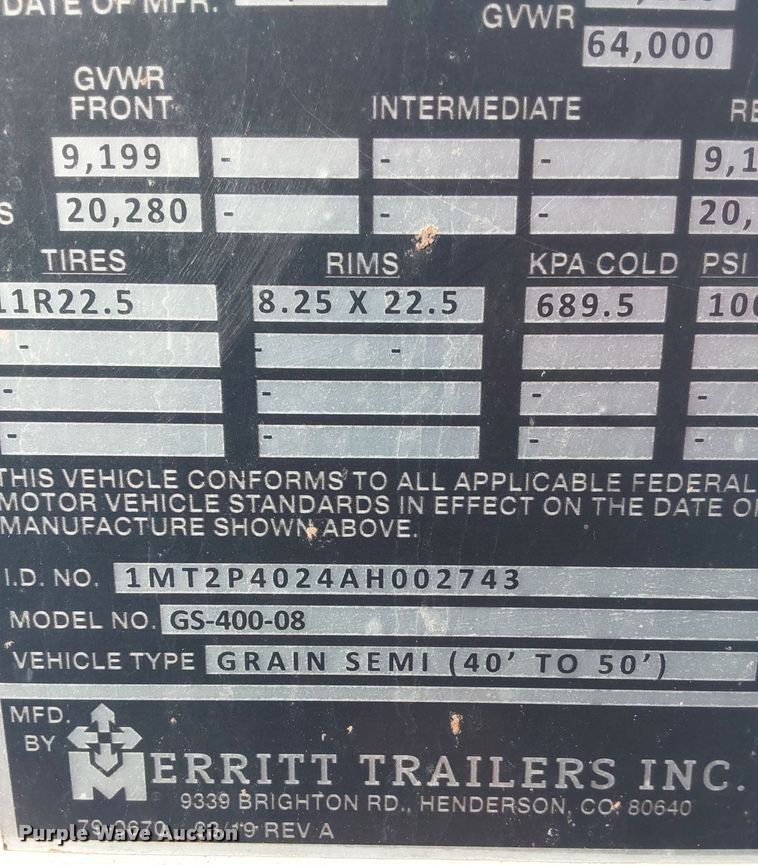 DATE OF MFR.
GVWR
64,000
GVWR
FRONT INTERMEDIATE
9,199 - - -
S 20,280 - - -
TIRES RIMS KPA COLD PSI
11R22.5 8.25 X 22.5 689.5
- - -
- - - -
- - - -
THIS VEHICLE CONFORMS TO ALL APPLICABLE FEDERAL
MOTOR VEHICLE STANDARDS IN EFFECT ON THE DATE OF
MANUFACTURE SHOWN ABOVE.
I.D. NO. 1MT2P4024AH002743
MODEL NO. GS-400-08
VEHICLE TYPE GRAIN SEMI (40' TO 50')
MFD.
BY MERRITT TRAILERS INC.
9339 BRIGHTON RD., HENDERSON, CO. 80640
REV A
Purple Wave Auction